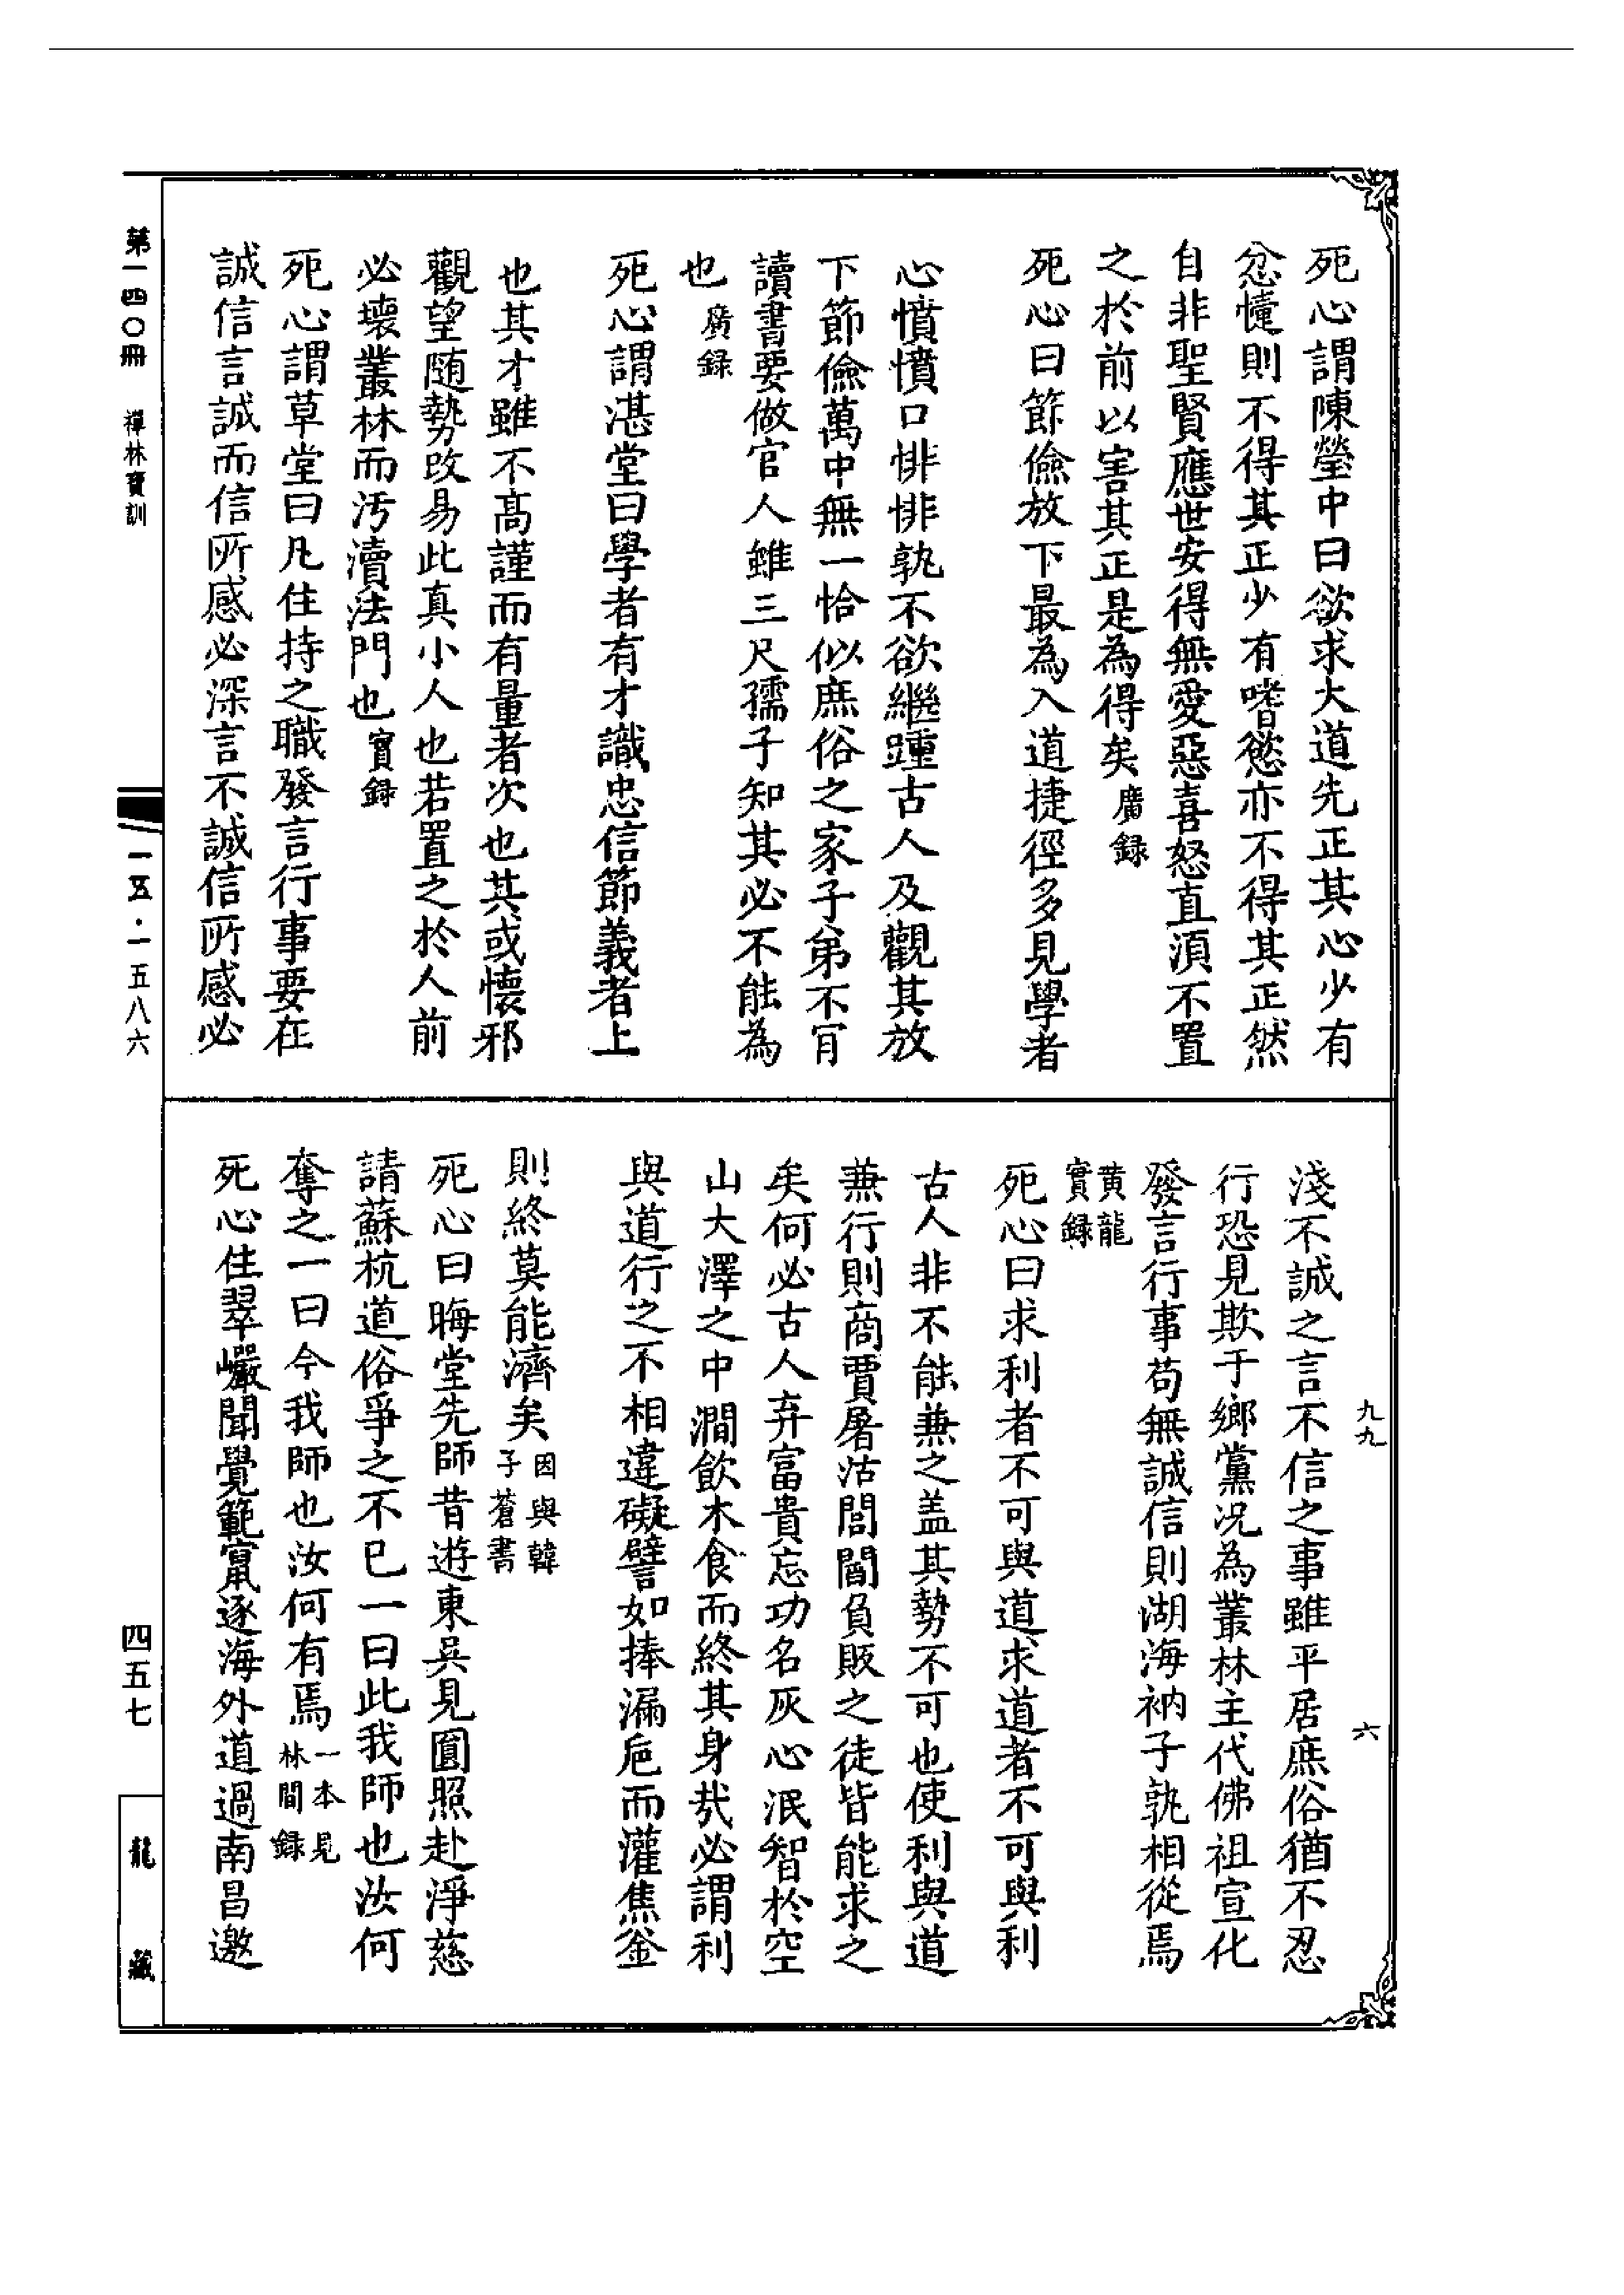 死心謂陳瑩中曰欲求大道先正其心少有
忿懥則不得其正少有嗜慾亦不得其正然
自非聖賢應世安得無愛惡喜怒直須不置
之於前以害其正是為得矣廣録
死心曰節儉放下最為入道捷徑多見學者
心憤憤口悱悱孰不欲繼踵古人及觀其放
下節儉萬中無一恰似庶俗之家子弟不肎
讀書要做官人雖三尺孺子知其必不能為
也廣録
死心謂湛堂曰學者有才識忠信節義者上
也其才雖不高謹而有量者次也其或懷邪
觀望随勢改易此真小人也若置之於人前
必壞叢林而汚瀆法門也實録
死心謂草堂曰凡住持之職發言行事要在
誠信言誠而信所感必深言不誠信所感必
淺不誠之言不信之事雖平居庶俗猶不忍
行恐見欺于鄉黨况為叢林主代佛祖宣化
發言行事苟無誠信則湖海衲子孰相從焉
黄龍
實録
死心曰求利者不可與道求道者不可與利
古人非不能兼之盖其勢不可也使利與道
兼行則商賈屠沽閭閻負販之徒皆能求之
矣何必古人弃富貴忘功名灰心泯智於空
山大澤之中澗飲木食而終其身哉必謂利
與道行之不相違礙譬如捧漏巵而灌焦釜
則終莫能濟矣因與韓
子蒼書
死心曰晦堂先師昔遊東吳見圓照赴淨慈
請蘇杭道俗爭之不已一曰此我師也汝何
奪之一曰今我師也汝何有焉一本見
林間録
死心住翠巖聞覺範竄逐海外道過南昌邀
第一四〇冊 禪林寶訓
一五·一五八六
四五七
龍藏
九九
六